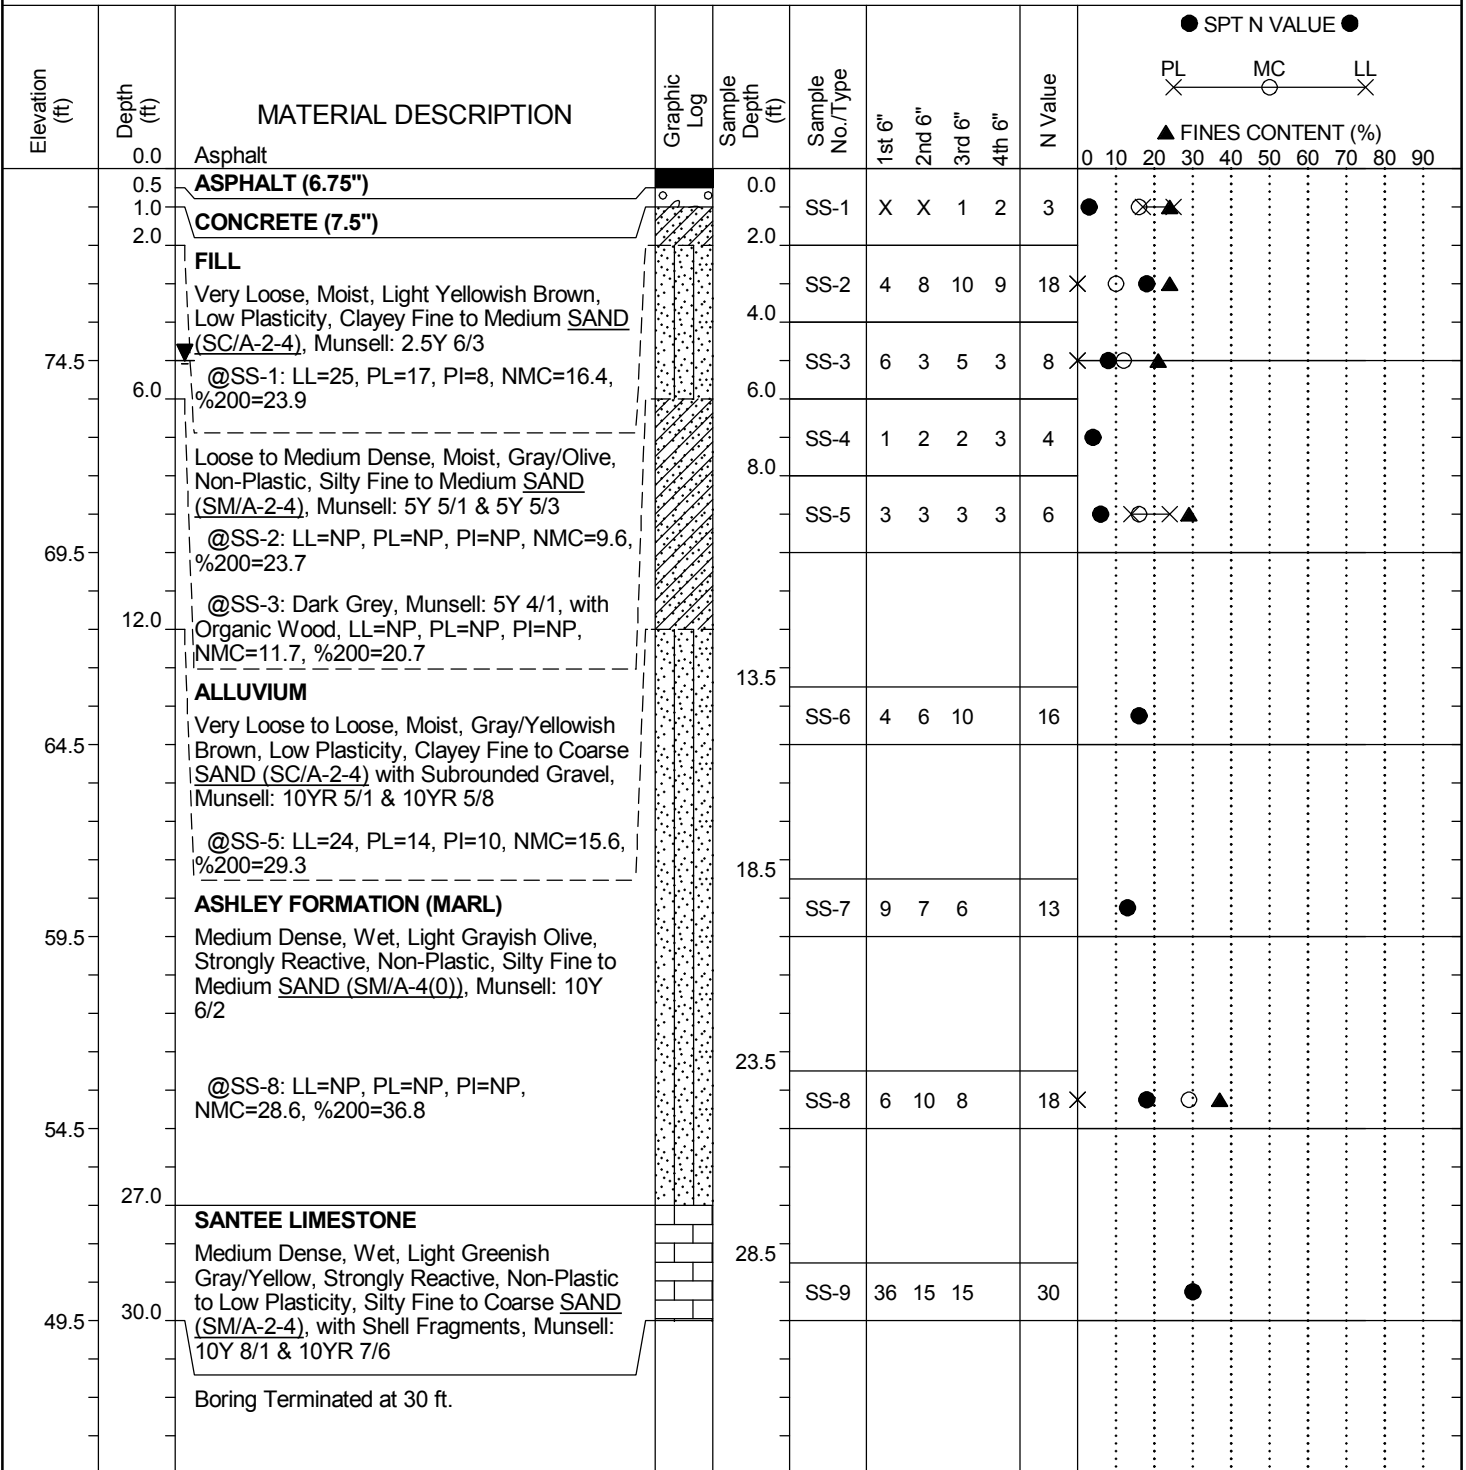 ● SPT N VALUE ●
PL MC LL
▲ FINES CONTENT (%)
0 10 20 30 40 50 60 70 80 90
Elevation (ft)
Depth (ft)
MATERIAL DESCRIPTION
Graphic Log
Sample Depth (ft)
Sample No./Type
1st 6"
2nd 6"
3rd 6"
4th 6"
N Value
0.0 Asphalt
0.5 ASPHALT (6.75")
1.0 CONCRETE (7.5")
2.0
FILL
Very Loose, Moist, Light Yellowish Brown,
Low Plasticity, Clayey Fine to Medium SAND
(SC/A-2-4), Munsell: 2.5Y 6/3
74.5
@SS-1: LL=25, PL=17, PI=8, NMC=16.4,
%200=23.9
6.0
Loose to Medium Dense, Moist, Gray/Olive,
Non-Plastic, Silty Fine to Medium SAND
(SM/A-2-4), Munsell: 5Y 5/1 & 5Y 5/3
@SS-2: LL=NP, PL=NP, PI=NP, NMC=9.6,
%200=23.7
69.5
@SS-3: Dark Grey, Munsell: 5Y 4/1, with
Organic Wood, LL=NP, PL=NP, PI=NP,
NMC=11.7, %200=20.7
12.0
ALLUVIUM
Very Loose to Loose, Moist, Gray/Yellowish
Brown, Low Plasticity, Clayey Fine to Coarse
SAND (SC/A-2-4) with Subrounded Gravel,
Munsell: 10YR 5/1 & 10YR 5/8
64.5
@SS-5: LL=24, PL=14, PI=10, NMC=15.6,
%200=29.3
ASHLEY FORMATION (MARL)
Medium Dense, Wet, Light Grayish Olive,
Strongly Reactive, Non-Plastic, Silty Fine to
Medium SAND (SM/A-4(0)), Munsell: 10Y
6/2
59.5
@SS-8: LL=NP, PL=NP, PI=NP,
NMC=28.6, %200=36.8
54.5
27.0
SANTEE LIMESTONE
Medium Dense, Wet, Light Greenish
Gray/Yellow, Strongly Reactive, Non-Plastic
to Low Plasticity, Silty Fine to Coarse SAND
(SM/A-2-4), with Shell Fragments, Munsell:
10Y 8/1 & 10YR 7/6
49.5 30.0
Boring Terminated at 30 ft.
0.0
SS-1 X X 1 2 3
2.0
SS-2 4 8 10 9 18
4.0
SS-3 6 3 5 3 8
6.0
SS-4 1 2 2 3 4
8.0
SS-5 3 3 3 3 6
13.5
SS-6 4 6 10 16
18.5
SS-7 9 7 6 13
23.5
SS-8 6 10 8 18
28.5
SS-9 36 15 15 30